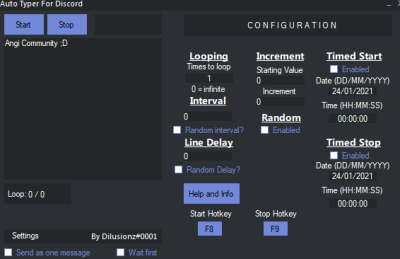 Auto Typer For Discord
Start
Stop
Angi Community ;D
Loop: 0 / 0
Settings
By Dilusionz#0001
Send as one message
Wait first
CONFIGURATION
Looping
Times to loop
1
0 = infinite
Interval
0
Random interval?
Line Delay
0
Random Delay?
Help and Info
Start Hotkey
F8
Increment
Starting Value
0
Increment
0
Random
Enabled
Stop Hotkey
F9
Timed Start
Enabled
Date (DD/MM/YYYY)
24/01/2021
Time (HH:MM:SS)
00:00:00
Timed Stop
Enabled
Date (DD/MM/YYYY)
24/01/2021
Time (HH:MM:SS)
00:00:00